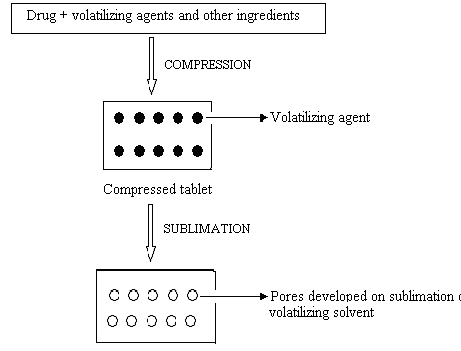 Drug + volatilizing agents and other ingredients
COMPRESSION
Volatilizing agent
Compressed tablet
SUBLIMATION
Pores developed on sublimation
volatilizing solvent